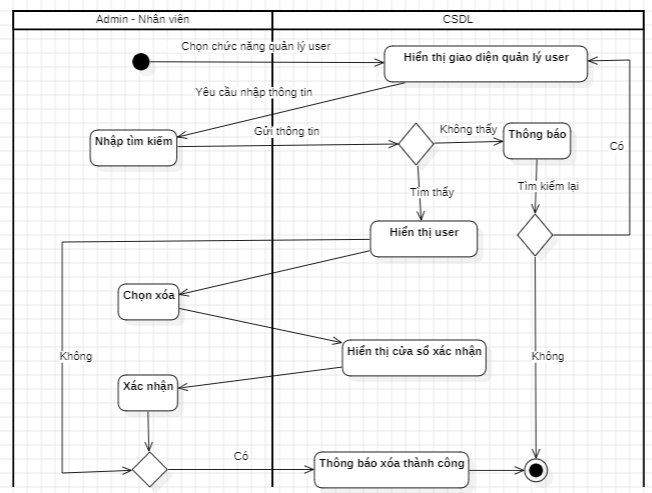 Admin - Nhân viên
CSDL
Chọn chức năng quản lý user
Hiển thị giao diện quản lý user
Yêu cầu nhập thông tin
Nhập tìm kiếm
Gửi thông tin
Không thấy
Thông báo
Có
Tìm thấy
Tìm kiếm lại
Hiển thị user
Chọn xóa
Hiển thị cửa sổ xác nhận
Không
Không
Xác nhận
Có
Thông báo xóa thành công